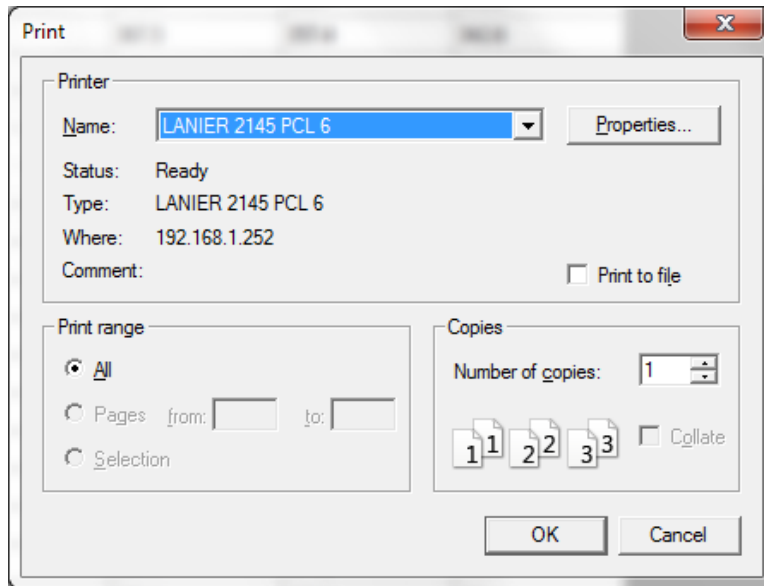 Print
Printer
Name: LANIER 2145 PCL 6 Properties...
Status: Ready
Type: LANIER 2145 PCL 6
Where: 192.168.1.252
Comment: Print to file
Print range
All
Pages from: to:
Selection
Copies
Number of copies: 1
1 1 2 2 3 3 Collate
OK Cancel